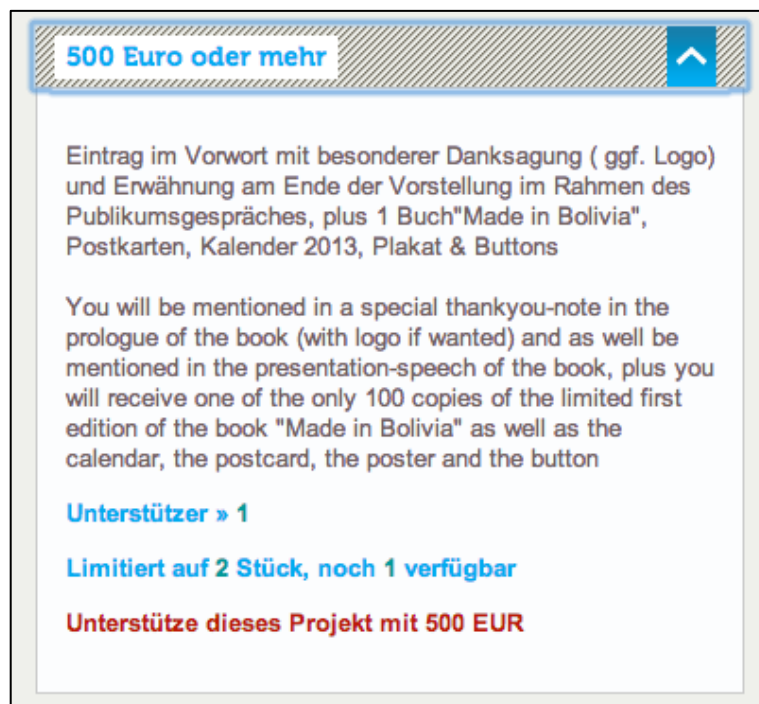 500 Euro oder mehr
Eintrag im Vorwort mit besonderer Danksagung ( ggf. Logo)
und Erwähnung am Ende der Vorstellung im Rahmen des
Publikumsgespräches, plus 1 Buch"Made in Bolivia",
Postkarten, Kalender 2013, Plakat & Buttons
You will be mentioned in a special thankyou-note in the
prologue of the book (with logo if wanted) and as well be
mentioned in the presentation-speech of the book, plus you
will receive one of the only 100 copies of the limited first
edition of the book "Made in Bolivia" as well as the
calendar, the postcard, the poster and the button
Unterstützer » 1
Limitiert auf 2 Stück, noch 1 verfügbar
Unterstütze dieses Projekt mit 500 EUR